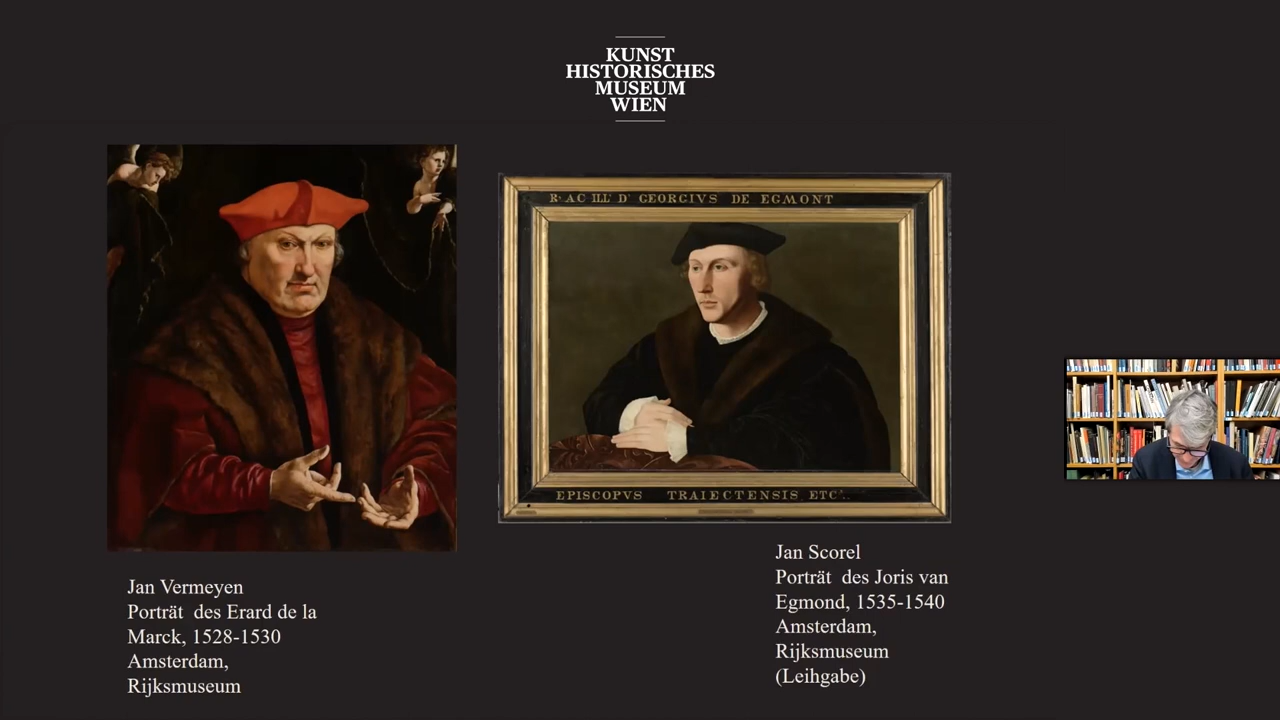 KUNST
HISTORISCHES
MUSEUM
WIEN
R· AC ILL' D' GEORGIVS DE EGMONT
EPISCOPVS TRAIECTENSIS ETC'..
Jan Vermeyen
Porträt des Erard de la
Marck, 1528-1530
Amsterdam,
Rijksmuseum
Jan Scorel
Porträt des Joris van
Egmond, 1535-1540
Amsterdam,
Rijksmuseum
(Leihgabe)